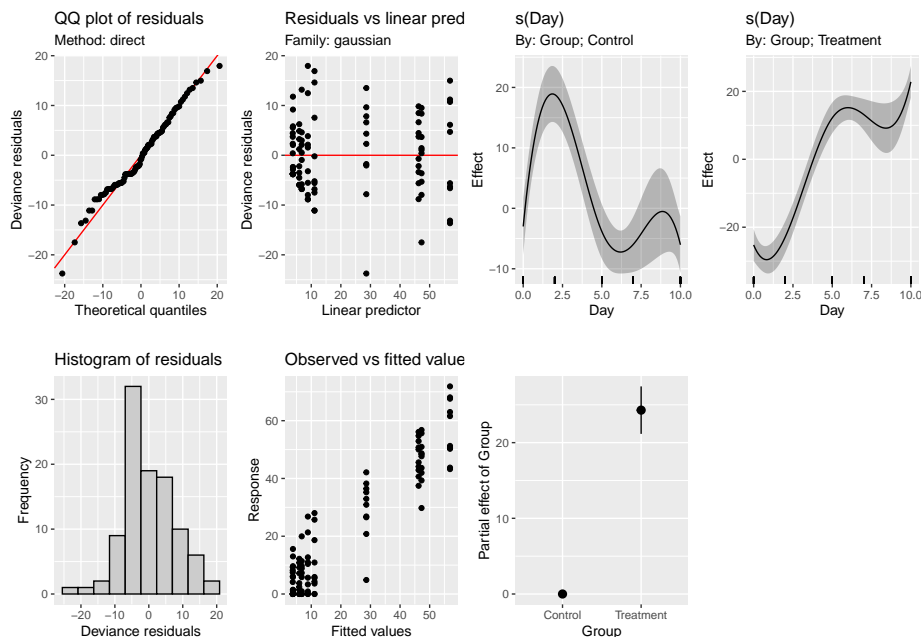 QQ plot of residuals
Method: direct
Deviance residuals
20
10
0
−10
−20
−20 −10 0 10 20
Theoretical quantiles
Residuals vs linear pred
Family: gaussian
Deviance residuals
20
10
0
−10
−20
10 20 30 40 50
Linear predictor
s(Day)
By: Group; Control
Effect
20
10
0
−10
0.0 2.5 5.0 7.5 10.0
Day
s(Day)
By: Group; Treatment
Effect
20
0
−20
0.0 2.5 5.0 7.5 10.0
Day
Histogram of residuals
Frequency
30
20
10
0
−20 −10 0 10 20
Deviance residuals
Observed vs fitted value
Response
60
40
20
0
10 20 30 40 50
Fitted values
Partial effect of Group
20
10
0
Control Treatment
Group